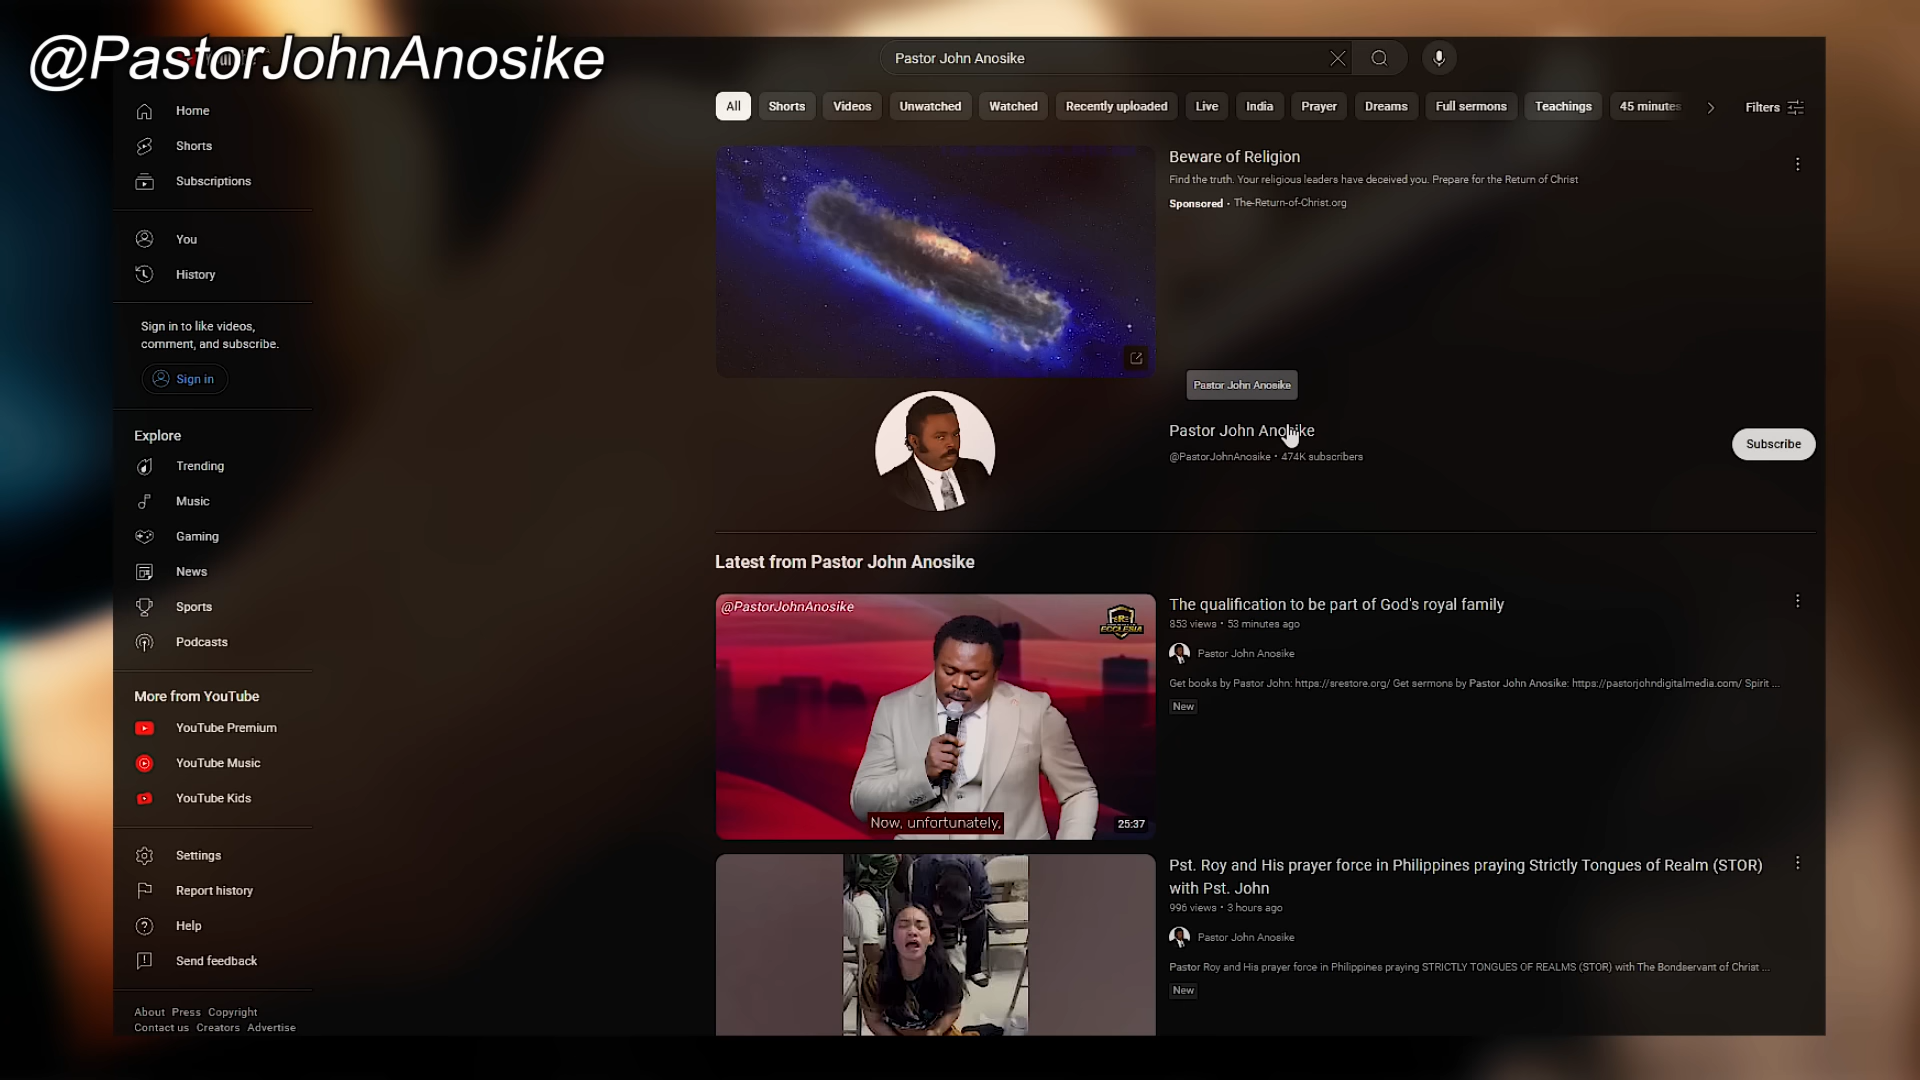 @PastorJohnAnosike
Pastor John Anosike
All
Shorts
Videos
Unwatched
Watched
Recently uploaded
Live
India
Prayer
Dreams
Full sermons
Teachings
45 minutes
Filters
Home
Shorts
Subscriptions
You
History
Sign in to like videos,
comment, and subscribe.
Sign in
Explore
Trending
Music
Gaming
News
Sports
Podcasts
More from YouTube
YouTube Premium
YouTube Music
YouTube Kids
Settings
Report history
Help
Send feedback
About Press Copyright
Contact us Creators Advertise
Beware of Religion
Find the truth. Your religious leaders have deceived you. Prepare for the Return of Christ
Sponsored · The-Return-of-Christ.org
Pastor John Anosike
Pastor John Anosike
@PastorJohnAnosike • 474K subscribers
Subscribe
Latest from Pastor John Anosike
@PastorJohnAnosike
ECCLESIA
Now, unfortunately,
25:37
The qualification to be part of God's royal family
853 views • 53 minutes ago
Pastor John Anosike
Get books by Pastor John: https://srestore.org/ Get sermons by Pastor John Anosike: https://pastorjohndigitalmedia.com/ Spirit ...
New
Pst. Roy and His prayer force in Philippines praying Strictly Tongues of Realm (STOR)
with Pst. John
996 views • 3 hours ago
Pastor John Anosike
Pastor Roy and His prayer force in Philippines praying STRICTLY TONGUES OF REALMS (STOR) with The Bondservant of Christ ...
New